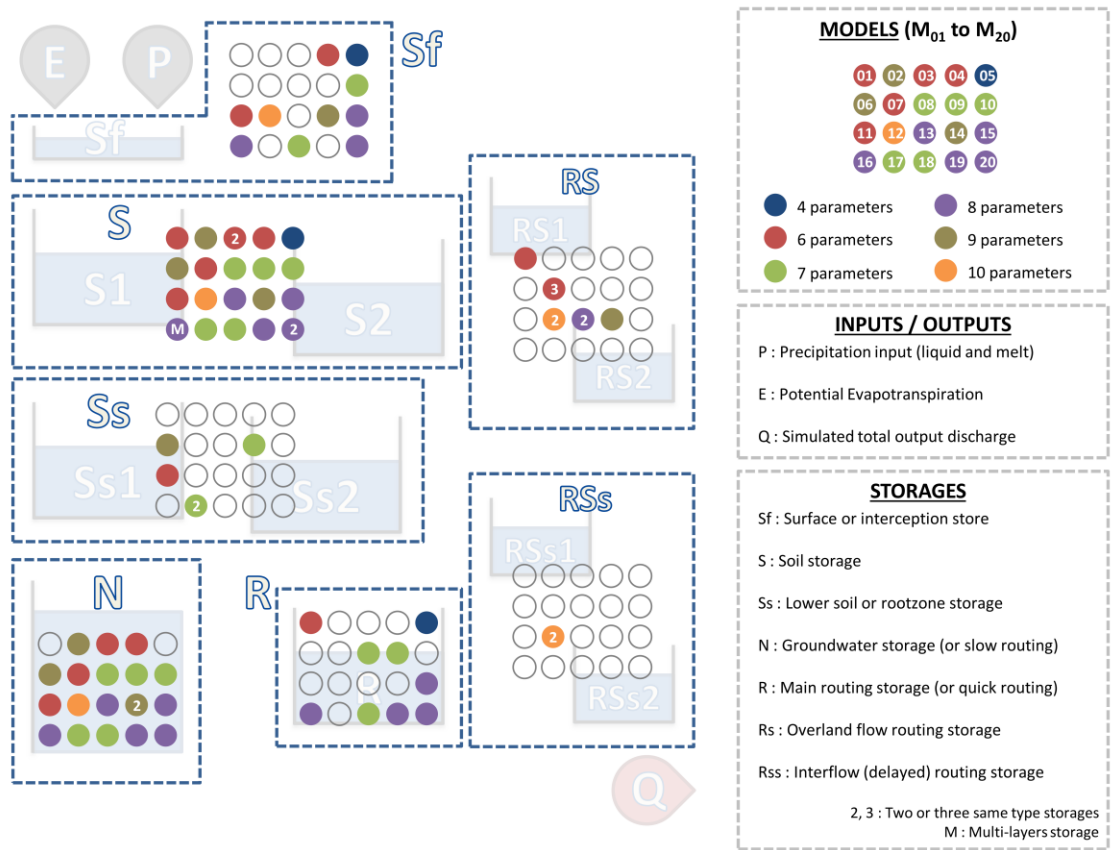 E
P
Sf
Sf
S
S1
S2
2
M
2
Ss
Ss1
Ss2
2
N
2
R
R
RS
RS1
RS2
3
2
2
RSs
RSs1
RSs2
2
Q
MODELS (M01 to M20)
01 02 03 04 05
06 07 08 09 10
11 12 13 14 15
16 17 18 19 20
4 parameters
8 parameters
6 parameters
9 parameters
7 parameters
10 parameters
INPUTS / OUTPUTS
P : Precipitation input (liquid and melt)
E : Potential Evapotranspiration
Q : Simulated total output discharge
STORAGES
Sf : Surface or interception store
S : Soil storage
Ss : Lower soil or rootzone storage
N : Groundwater storage (or slow routing)
R : Main routing storage (or quick routing)
Rs : Overland flow routing storage
Rss : Interflow (delayed) routing storage
2, 3 : Two or three same type storages
M : Multi-layers storage